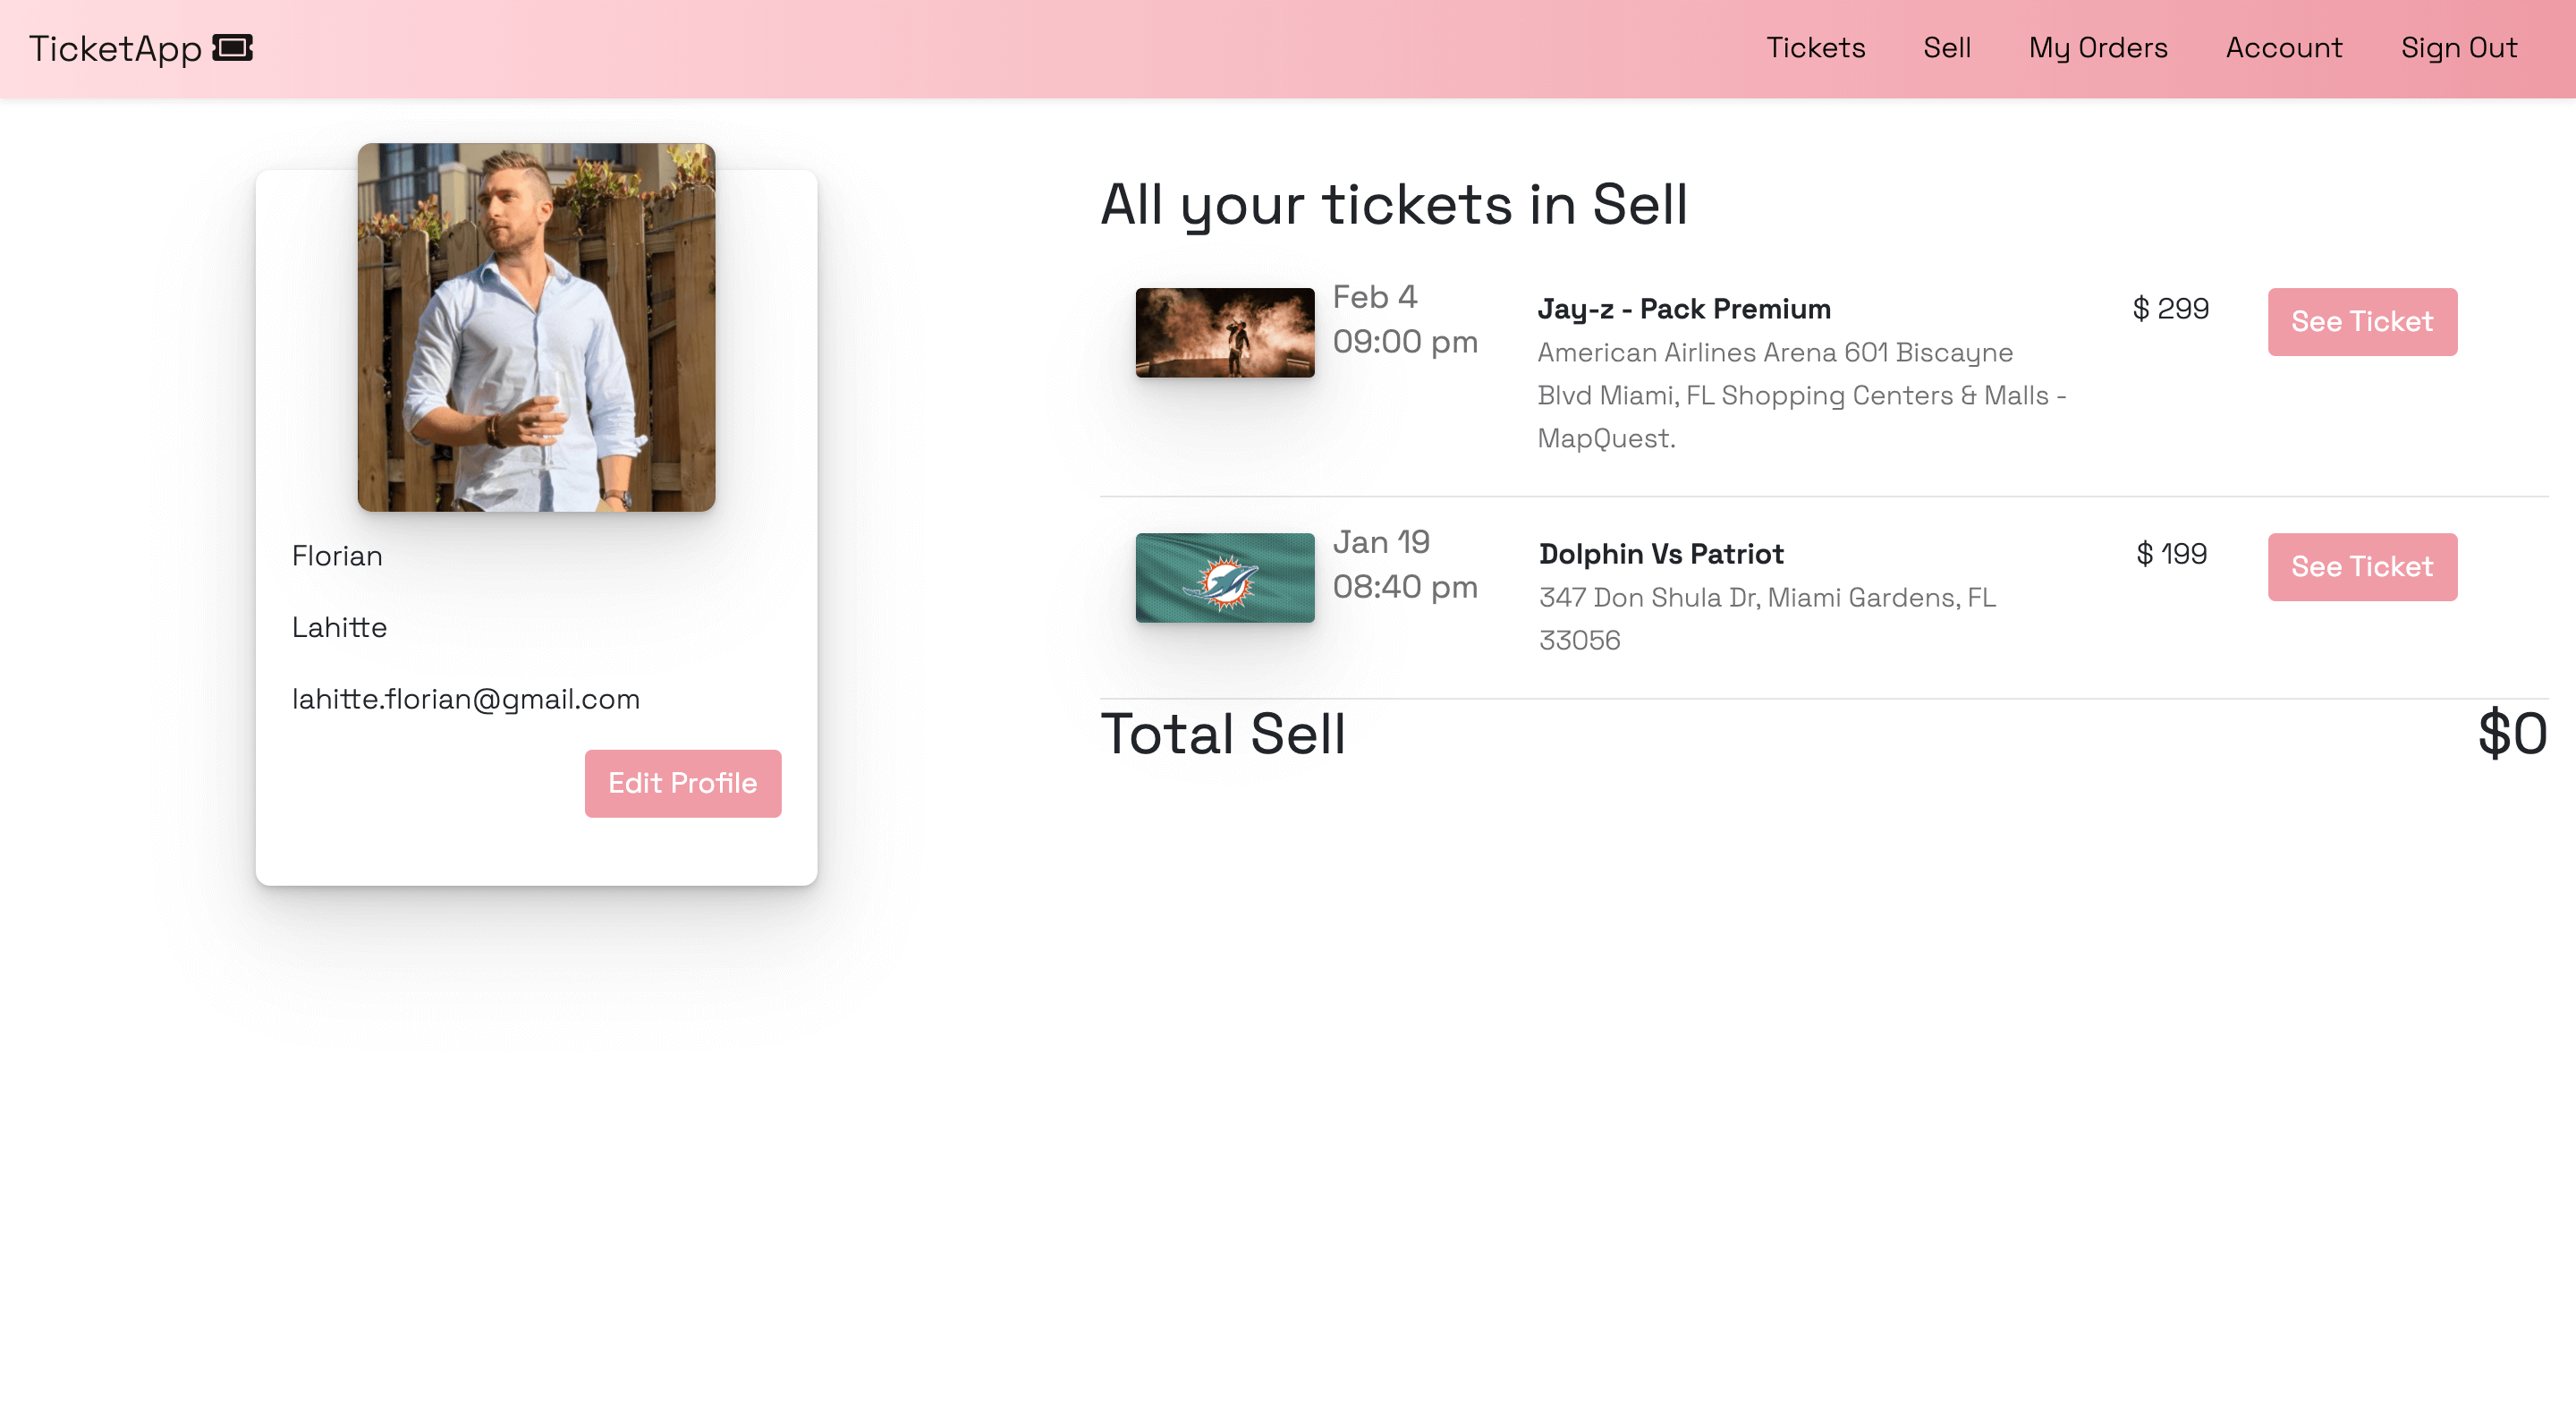 TicketApp
Tickets
Sell
My Orders
Account
Sign Out
Florian
Lahitte
lahitte.florian@gmail.com
Edit Profile
All your tickets in Sell
Feb 4
09:00 pm
Jay-z - Pack Premium
American Airlines Arena 601 Biscayne
Blvd Miami, FL Shopping Centers & Malls -
MapQuest.
$ 299
See Ticket
Jan 19
08:40 pm
Dolphin Vs Patriot
347 Don Shula Dr, Miami Gardens, FL
33056
$ 199
See Ticket
Total Sell
$0